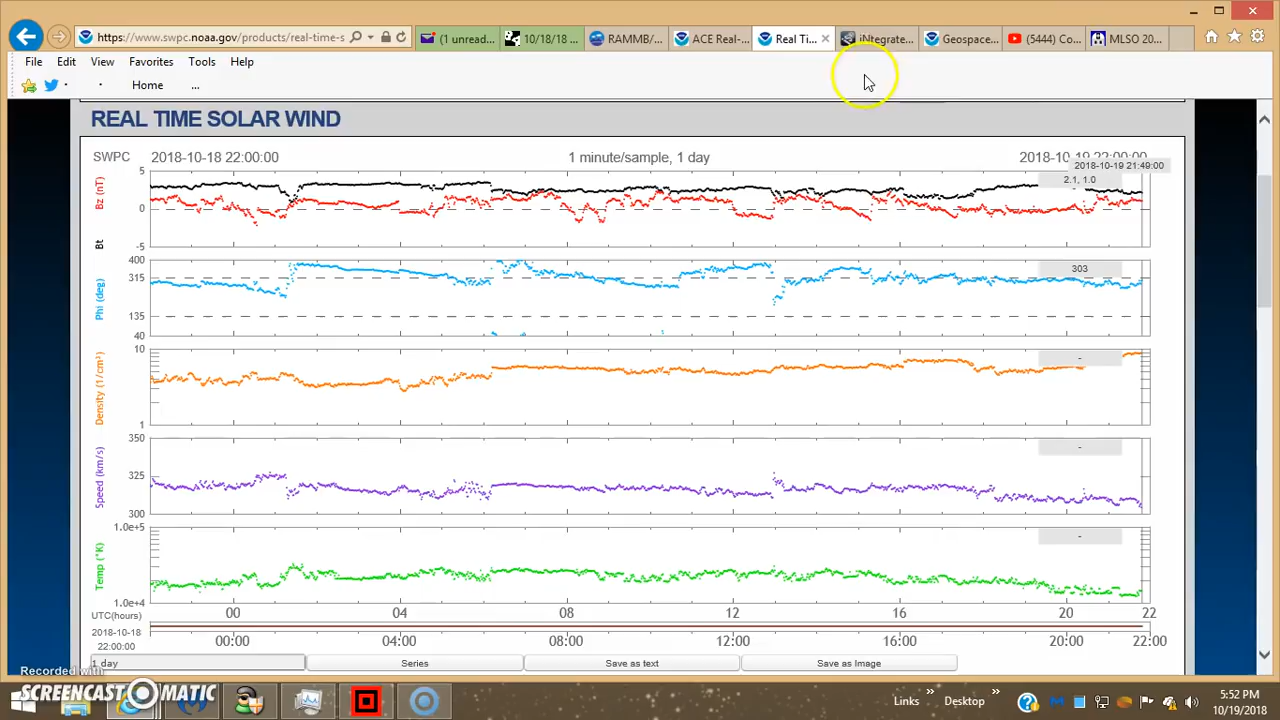 https://www.swpc.noaa.gov/products/real-time-s
(1 unread...
10/18/18 ...
RAMMB/...
ACE Real-...
Real Ti...
iNtegrate...
Geospace...
(5444) Co...
MLSO 20...
File Edit View Favorites Tools Help
Home ...
REAL TIME SOLAR WIND
SWPC 2018-10-18 22:00:00 1 minute/sample, 1 day 2018-10-19 22:00:00
2018-10-19 21:49:00
2.1, 1.0
5
0
-5
Bt Bz (nT)
303
400
315
135
40
Phi (deg)
-
10
1
Density (1/cm³)
-
350
325
300
Speed (km/s)
-
1.0e+5
1.0e+4
Temp (°K)
UTC(hours) 00 04 08 12 16 20 22
2018-10-18
22:00:00
00:00 04:00 08:00 12:00 16:00 20:00 22:00:00
1 day Series Save as text Save as Image
Recorded with
SCREENCAST-O-MATIC
Links » Desktop »
5:52 PM
10/19/2018